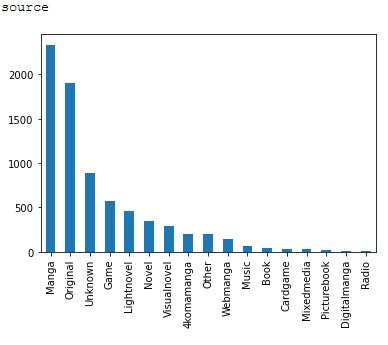 source
2000
1500
1000
500
0
Manga
Original
Unknown
Game
Lightnovel
Novel
Visualnovel
4komamanga
Other
Webmanga
Music
Book
Cardgame
Mixedmedia
Picturebook
Digitalmanga
Radio